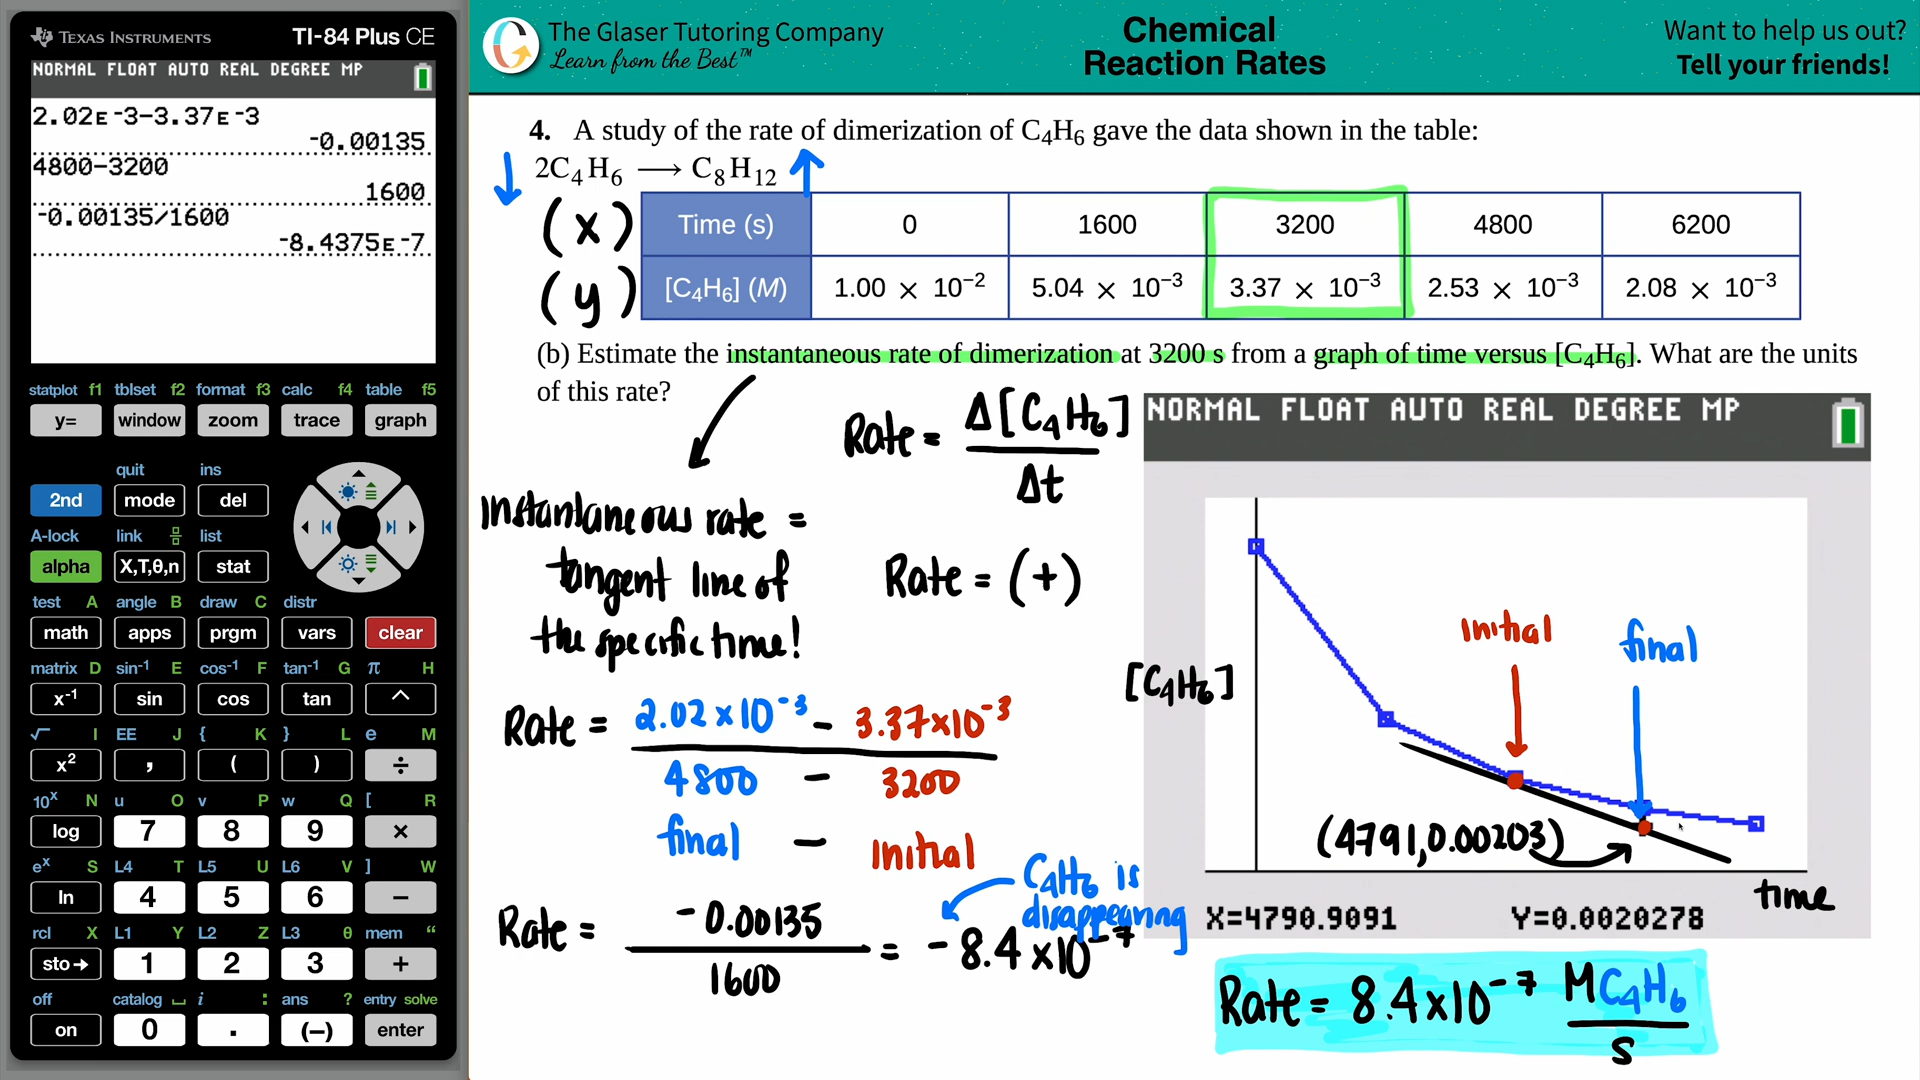 TEXAS INSTRUMENTS TI-84 Plus CE
NORMAL FLOAT AUTO REAL DEGREE MP
2.02E-3-3.37E-3
-0.00135
4800-3200
1600
-0.00135/1600
-8.4375E-7
statplot f1 tblset f2 format f3 calc f4 table f5
y= window zoom trace graph
quit ins
2nd mode del
A-lock link list
alpha X,T,θ,n stat
test A angle B draw C distr
math apps prgm vars clear
matrix D sin⁻¹ E cos⁻¹ F tan⁻¹ G π H
x⁻¹ sin cos tan ^
√ I EE J { K } L e M
x² , ( ) ÷
10ˣ N u O v P w Q [ R
log 7 8 9 ×
eˣ S L4 T L5 U L6 V ] W
ln 4 5 6 −
rcl X L1 Y L2 Z L3 θ mem “
sto→ 1 2 3 +
off catalog ⎵ i : ans ? entry solve
on 0 . (−) enter
The Glaser Tutoring Company
Learn from the Best™
Chemical
Reaction Rates
Want to help us out?
Tell your friends!
4. A study of the rate of dimerization of C₄H₆ gave the data shown in the table:
2C₄H₆ ⟶ C₈H₁₂
(x) Time (s) 0 1600 3200 4800 6200
(y) [C₄H₆] (M) 1.00 × 10⁻² 5.04 × 10⁻³ 3.37 × 10⁻³ 2.53 × 10⁻³ 2.08 × 10⁻³
(b) Estimate the instantaneous rate of dimerization at 3200 s from a graph of time versus [C₄H₆]. What are the units
of this rate?
Rate = Δ[C₄H₆]
Δt
Instantaneous rate =
tangent line of
the specific time!
Rate = (+)
Rate = 2.02x10⁻³ - 3.37x10⁻³
4800 - 3200
final - initial
Rate = -0.00135
1600
= -8.4x10⁻⁷
C₄H₆ is
disappearing
NORMAL FLOAT AUTO REAL DEGREE MP
initial
final
[C₄H₆]
(4791,0.00203)
time
X=4790.9091 Y=0.0020278
Rate = 8.4x10⁻⁷ M C₄H₆
s